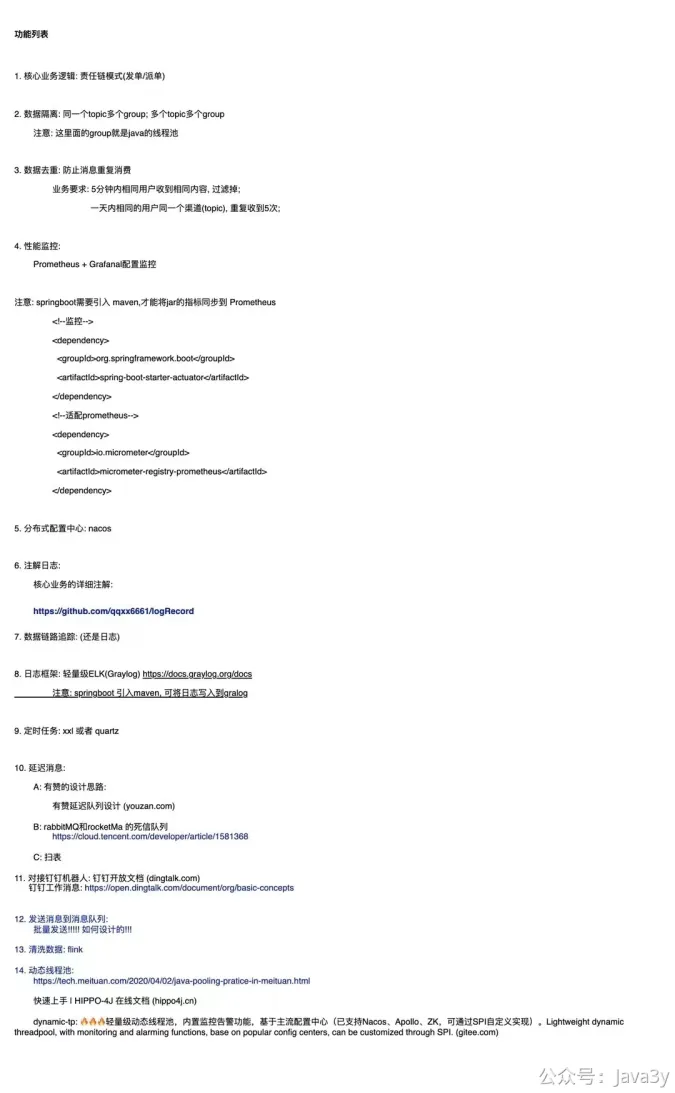 功能列表
1. 核心业务逻辑: 责任链模式(发单/派单)
2. 数据隔离: 同一个topic多个group; 多个topic多个group
注意: 这里面的group就是java的线程池
3. 数据去重: 防止消息重复消费
业务要求: 5分钟内相同用户收到相同内容, 过滤掉;
一天内相同的用户同一个渠道(topic), 重复收到5次;
4. 性能监控:
Prometheus + Grafanal配置监控
注意: springboot需要引入 maven,才能将jar的指标同步到 Prometheus
<!--监控-->
<dependency>
<groupId>org.springframework.boot</groupId>
<artifactId>spring-boot-starter-actuator</artifactId>
</dependency>
<!--适配prometheus-->
<dependency>
<groupId>io.micrometer</groupId>
<artifactId>micrometer-registry-prometheus</artifactId>
</dependency>
5. 分布式配置中心: nacos
6. 注解日志:
核心业务的详细注解:
https://github.com/qqxx6661/logRecord
7. 数据链路追踪: (还是日志)
8. 日志框架: 轻量级ELK(Graylog) https://docs.graylog.org/docs
注意: springboot 引入maven, 可将日志写入到gralog
9. 定时任务: xxl 或者 quartz
10. 延迟消息:
A: 有赞的设计思路:
有赞延迟队列设计 (youzan.com)
B: rabbitMQ和rocketMa 的死信队列
https://cloud.tencent.com/developer/article/1581368
C: 扫表
11. 对接钉钉机器人: 钉钉开放文档 (dingtalk.com)
钉钉工作消息: https://open.dingtalk.com/document/org/basic-concepts
12. 发送消息到消息队列:
批量发送!!!!! 如何设计的!!!
13. 清洗数据: flink
14. 动态线程池:
https://tech.meituan.com/2020/04/02/java-pooling-pratice-in-meituan.html
快速上手 | HIPPO-4J 在线文档 (hippo4j.cn)
dynamic-tp: 🔥🔥🔥轻量级动态线程池，内置监控告警功能，基于主流配置中心（已支持Nacos、Apollo、ZK，可通过SPI自定义实现）。Lightweight dynamic
threadpool, with monitoring and alarming functions, base on popular config centers, can be customized through SPI. (gitee.com)
公众号：Java3y